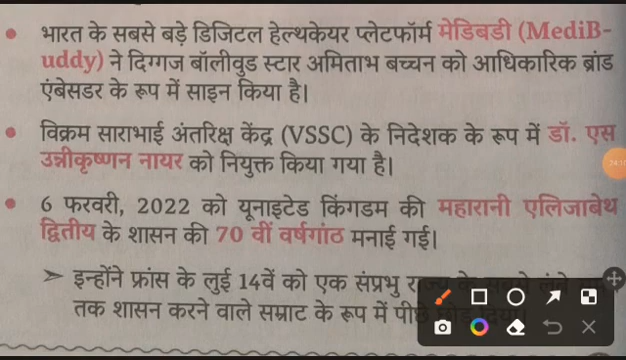 भारत के सबसे बड़े डिजिटल हेल्थकेयर प्लेटफॉर्म मेडिबडी (MediB-
uddy) ने दिग्गज बॉलीवुड स्टार अमिताभ बच्चन को आधिकारिक ब्रांड
एंबेसडर के रूप में साइन किया है।
विक्रम साराभाई अंतरिक्ष केंद्र (VSSC) के निदेशक के रूप में डॉ. एस
उन्नीकृष्णन नायर को नियुक्त किया गया है।
6 फरवरी, 2022 को यूनाइटेड किंगडम की महारानी एलिजाबेथ
द्वितीय के शासन की 70 वीं वर्षगांठ मनाई गई।
➤ इन्होंने फ्रांस के लुई 14वें को एक संप्रभु
तक शासन करने वाले सम्राट के रूप में